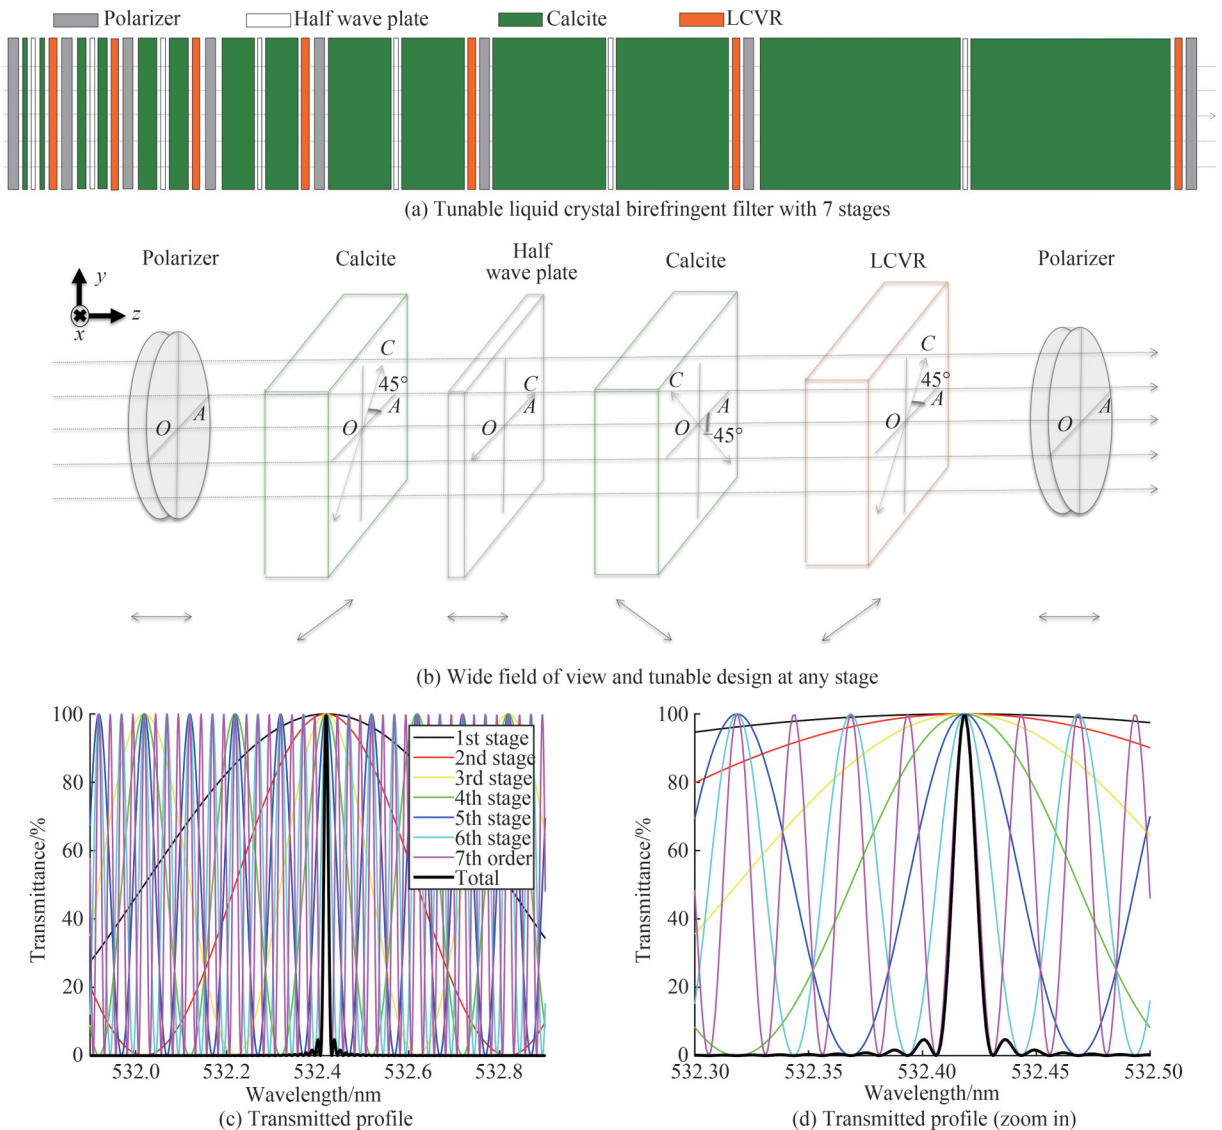 Polarizer Half wave plate Calcite LCVR
(a) Tunable liquid crystal birefringent filter with 7 stages
Polarizer Calcite Half wave plate Calcite LCVR Polarizer
y
z
x
O A
C
45°
A
O
C
A
O
C
A
O
−45°
C
45°
A
O
O A
(b) Wide field of view and tunable design at any stage
Transmittance/%
100
80
60
40
20
0
532.0 532.2 532.4 532.6 532.8
Wavelength/nm
1st stage
2nd stage
3rd stage
4th stage
5th stage
6th stage
7th order
Total
(c) Transmitted profile
Transmittance/%
100
80
60
40
20
0
532.30 532.35 532.40 532.45 532.50
Wavelength/nm
(d) Transmitted profile (zoom in)